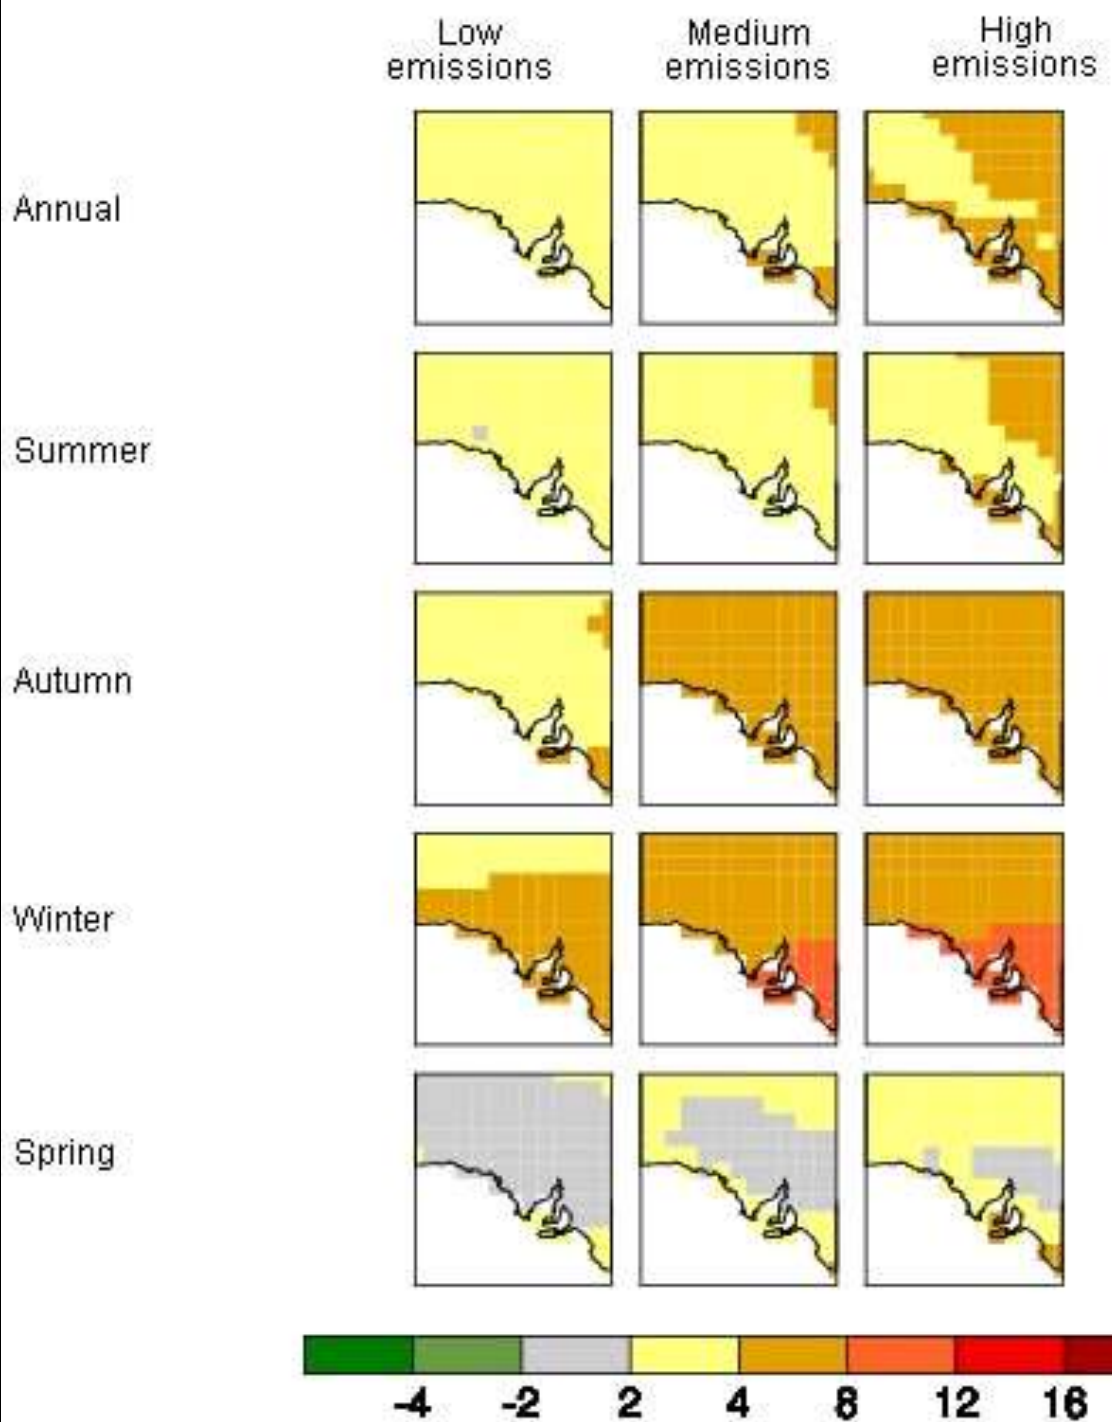 Low
emissions
Medium
emissions
High
emissions
Annual
Summer
Autumn
Winter
Spring
-4 -2 2 4 8 12 16